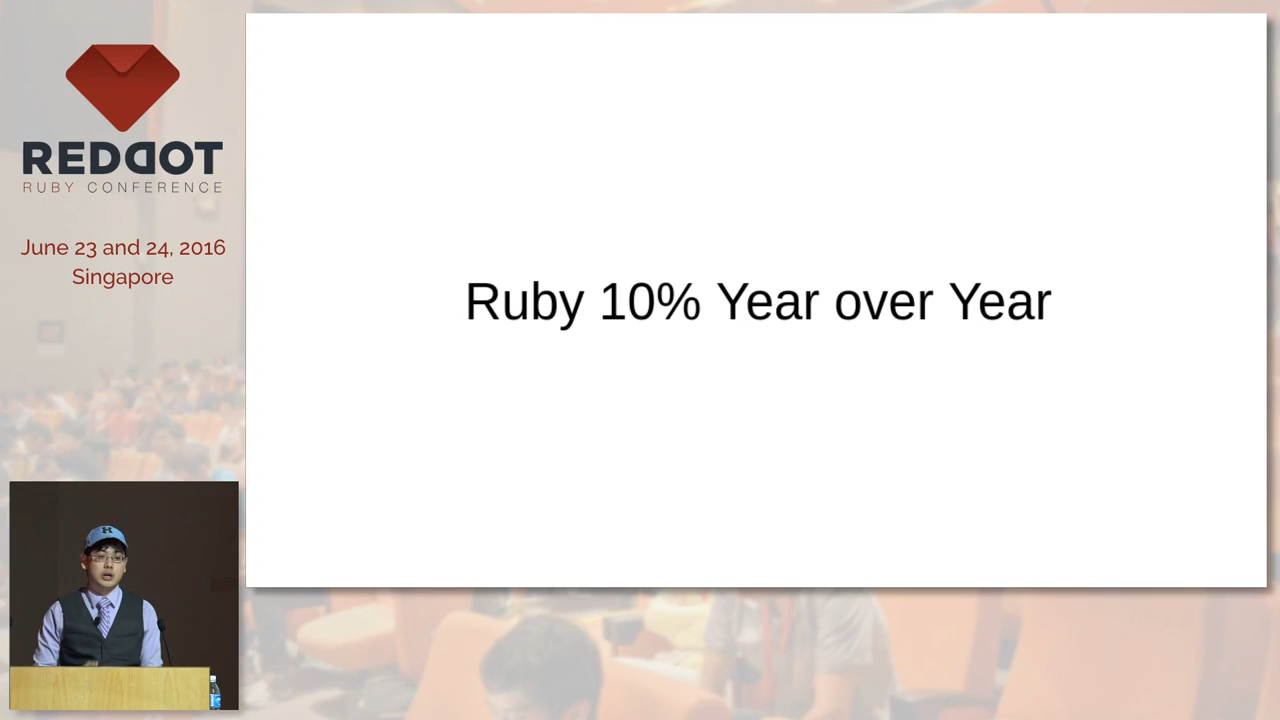 REDDOT
RUBY CONFERENCE
June 23 and 24, 2016
Singapore
Ruby 10% Year over Year
H